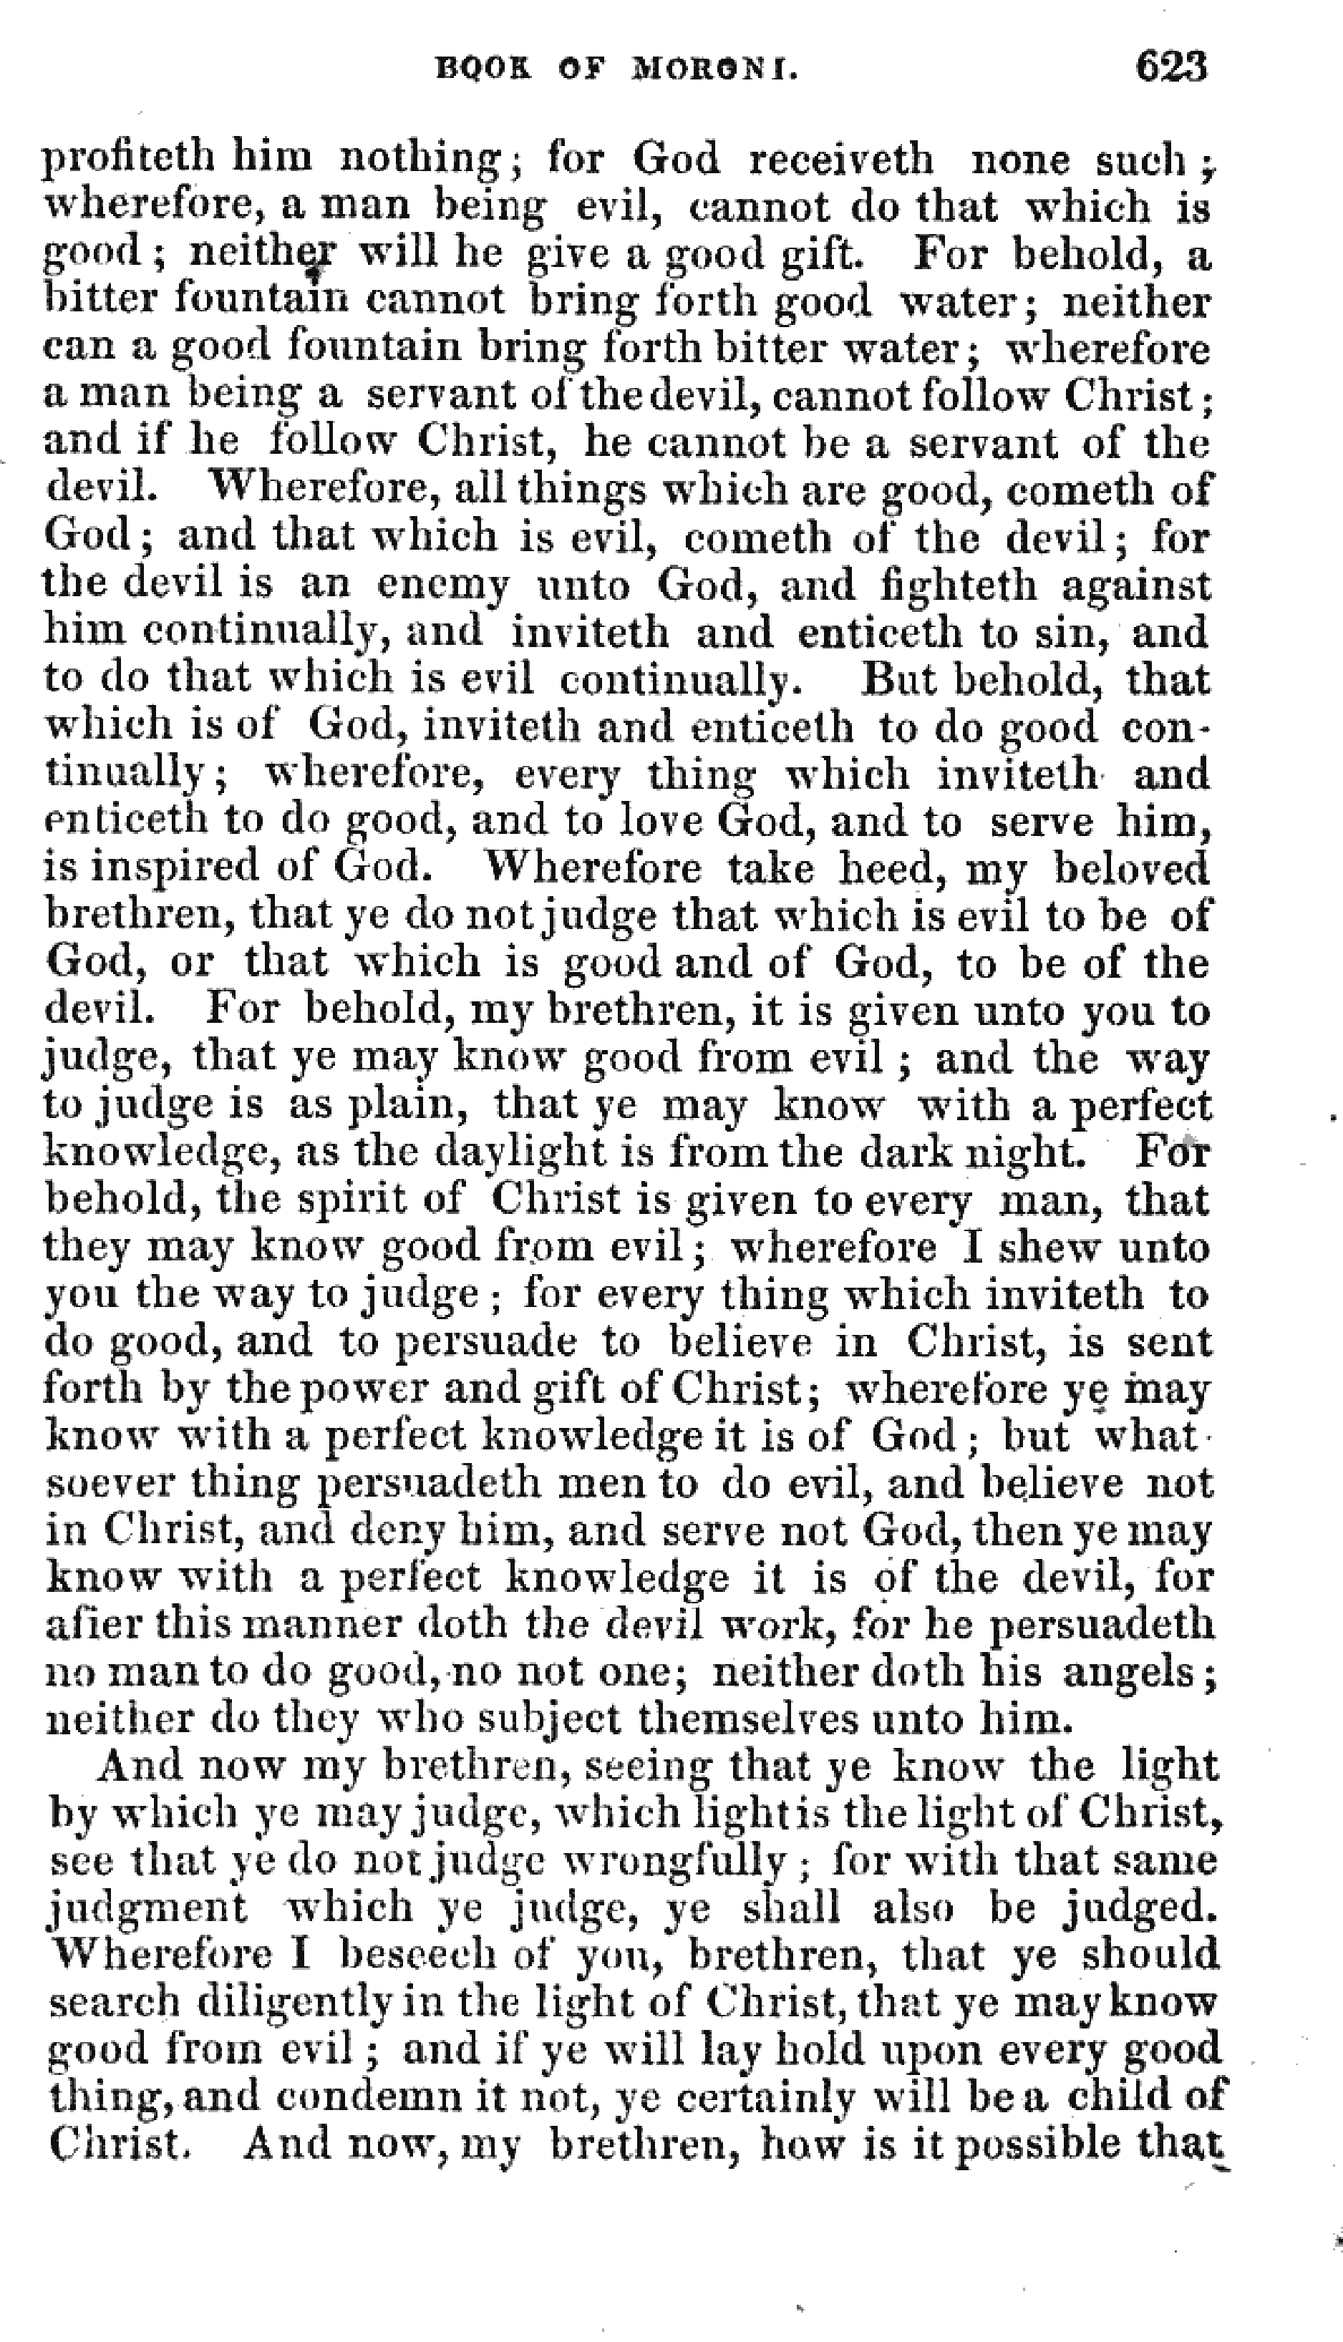 BOOK OF MORONI. 623
profiteth him nothing; for God receiveth none such;
wherefore, a man being evil, cannot do that which is
good; neither will he give a good gift. For behold, a
bitter fountain cannot bring forth good water; neither
can a good fountain bring forth bitter water; wherefore
a man being a servant of the devil, cannot follow Christ;
and if he follow Christ, he cannot be a servant of the
devil. Wherefore, all things which are good, cometh of
God; and that which is evil, cometh of the devil; for
the devil is an enemy unto God, and fighteth against
him continually, and inviteth and enticeth to sin, and
to do that which is evil continually. But behold, that
which is of God, inviteth and enticeth to do good con-
tinually; wherefore, every thing which inviteth and
enticeth to do good, and to love God, and to serve him,
is inspired of God. Wherefore take heed, my beloved
brethren, that ye do not judge that which is evil to be of
God, or that which is good and of God, to be of the
devil. For behold, my brethren, it is given unto you to
judge, that ye may know good from evil; and the way
to judge is as plain, that ye may know with a perfect
knowledge, as the daylight is from the dark night. For
behold, the spirit of Christ is given to every man, that
they may know good from evil; wherefore I shew unto
you the way to judge; for every thing which inviteth to
do good, and to persuade to believe in Christ, is sent
forth by the power and gift of Christ; wherefore ye may
know with a perfect knowledge it is of God; but what-
soever thing persuadeth men to do evil, and believe not
in Christ, and deny him, and serve not God, then ye may
know with a perfect knowledge it is of the devil, for
after this manner doth the devil work, for he persuadeth
no man to do good, no not one; neither doth his angels;
neither do they who subject themselves unto him.
And now my brethren, seeing that ye know the light
by which ye may judge, which light is the light of Christ,
see that ye do not judge wrongfully; for with that same
judgment which ye judge, ye shall also be judged.
Wherefore I beseech of you, brethren, that ye should
search diligently in the light of Christ, that ye may know
good from evil; and if ye will lay hold upon every good
thing, and condemn it not, ye certainly will be a child of
Christ. And now, my brethren, how is it possible that